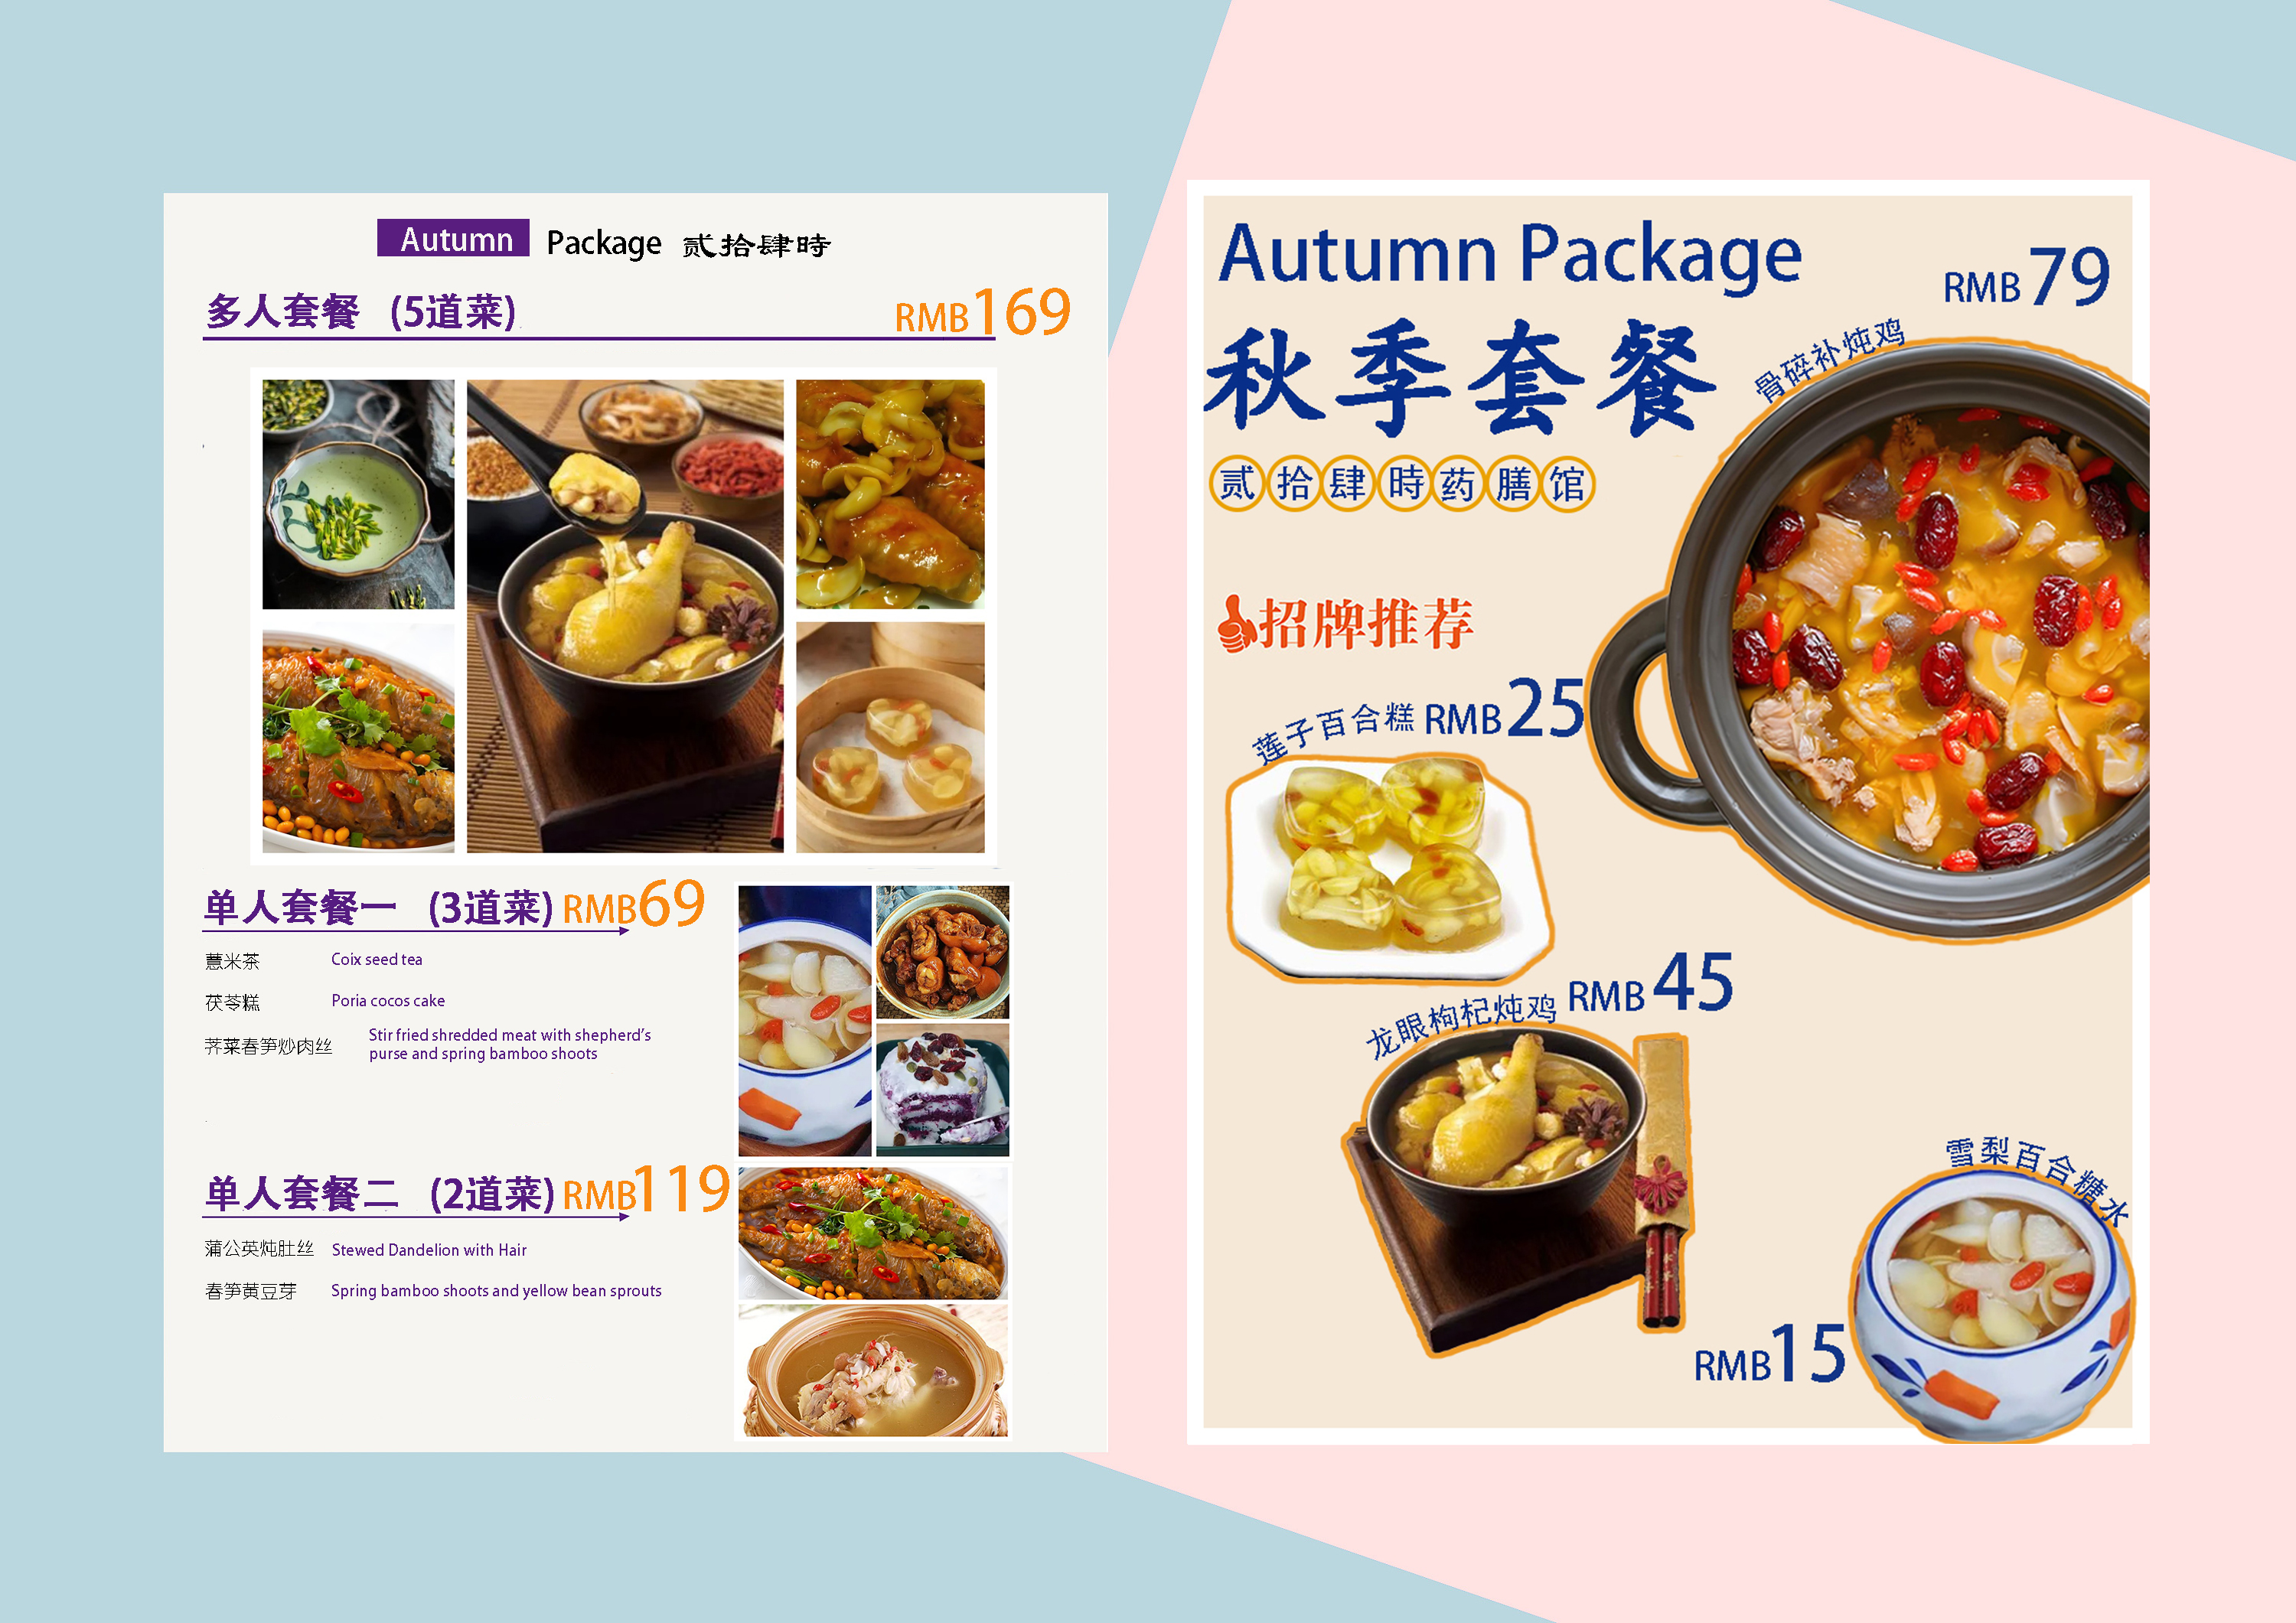 Autumn Package 贰拾肆時
多人套餐 (5道菜) RMB169
单人套餐一 (3道菜) RMB69
薏米茶 Coix seed tea
茯苓糕 Poria cocos cake
荠菜春笋炒肉丝 Stir fried shredded meat with shepherd's
purse and spring bamboo shoots
单人套餐二 (2道菜) RMB119
蒲公英炖肚丝 Stewed Dandelion with Hair
春笋黄豆芽 Spring bamboo shoots and yellow bean sprouts
Autumn Package
RMB79
秋季套餐
骨碎补炖鸡
贰拾肆時药膳馆
招牌推荐
莲子百合糕 RMB25
龙眼枸杞炖鸡 RMB45
雪梨百合糖水
RMB15